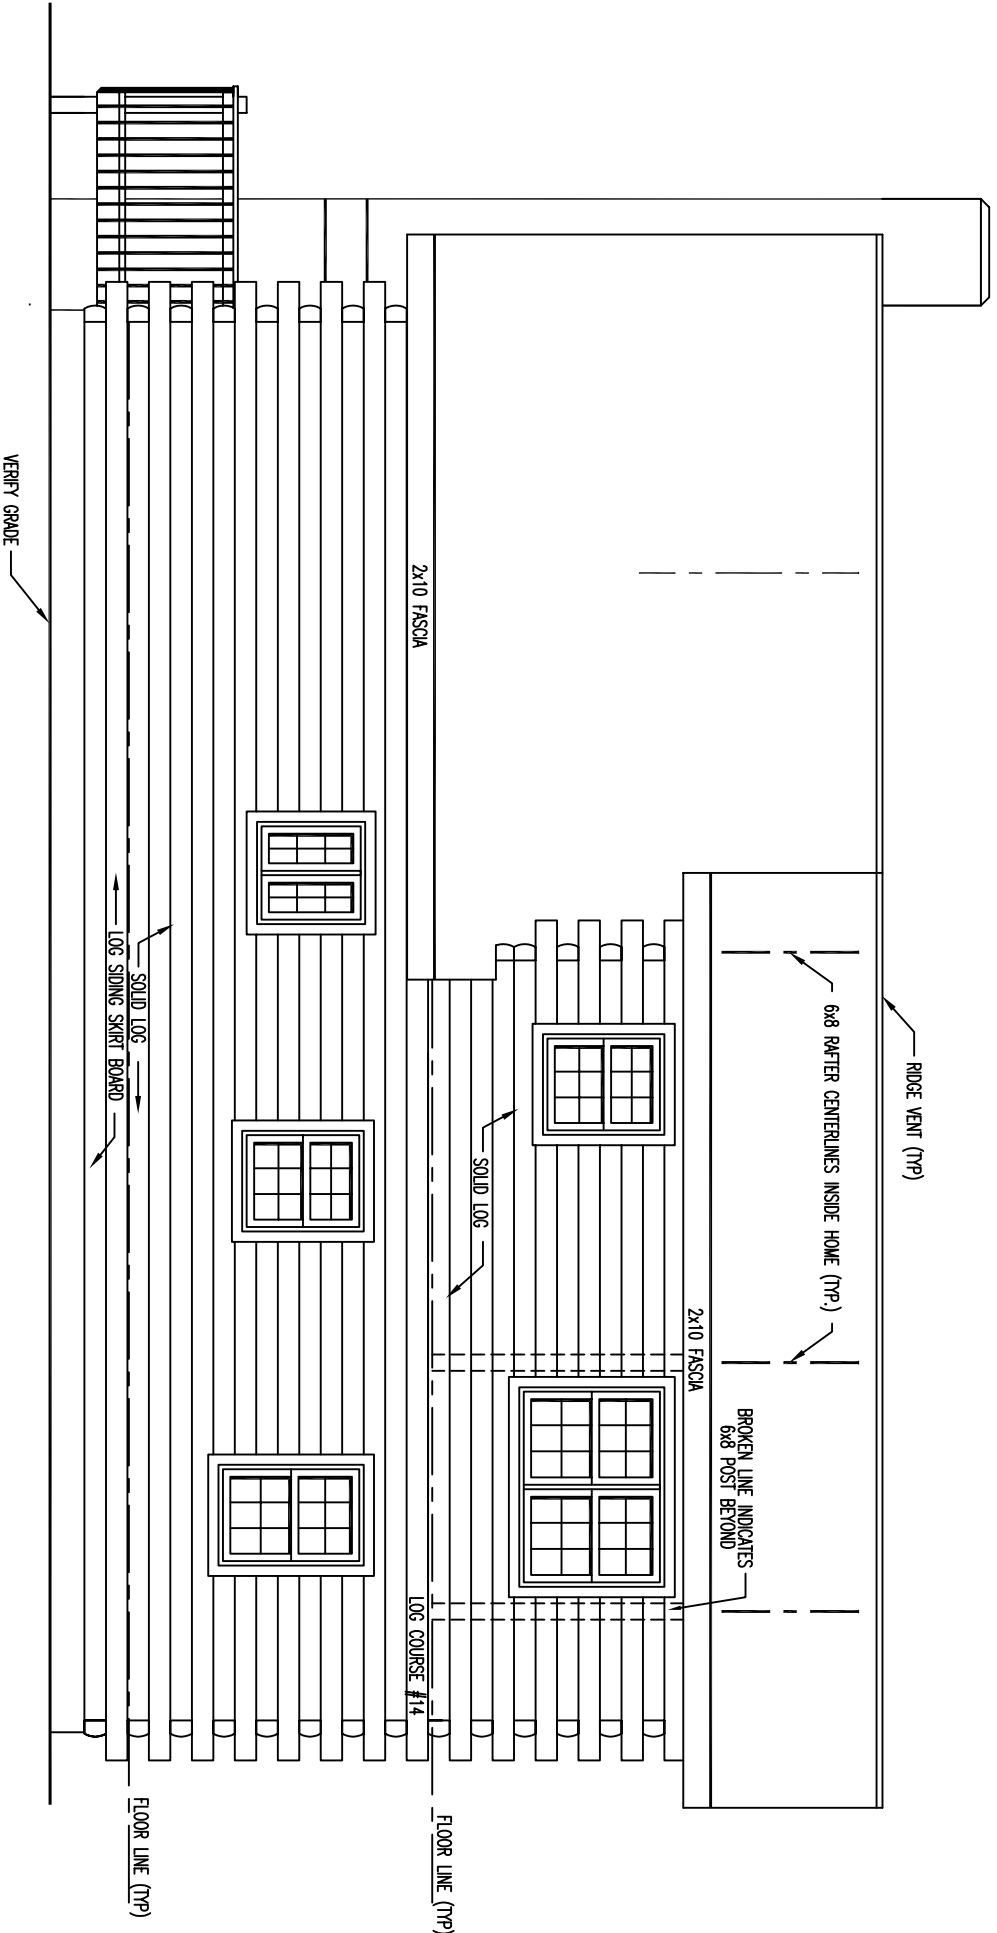 RIDGE VENT (TYP)
6x8 RAFTER CENTERLINES INSIDE HOME (TYP.)
BROKEN LINE INDICATES
6x8 POST BEYOND
2x10 FASCIA
SOLID LOG
2x10 FASCIA
LOG COURSE #14
FLOOR LINE (TYP)
SOLID LOG
LOG SIDING SKIRT BOARD
FLOOR LINE (TYP)
VERIFY GRADE